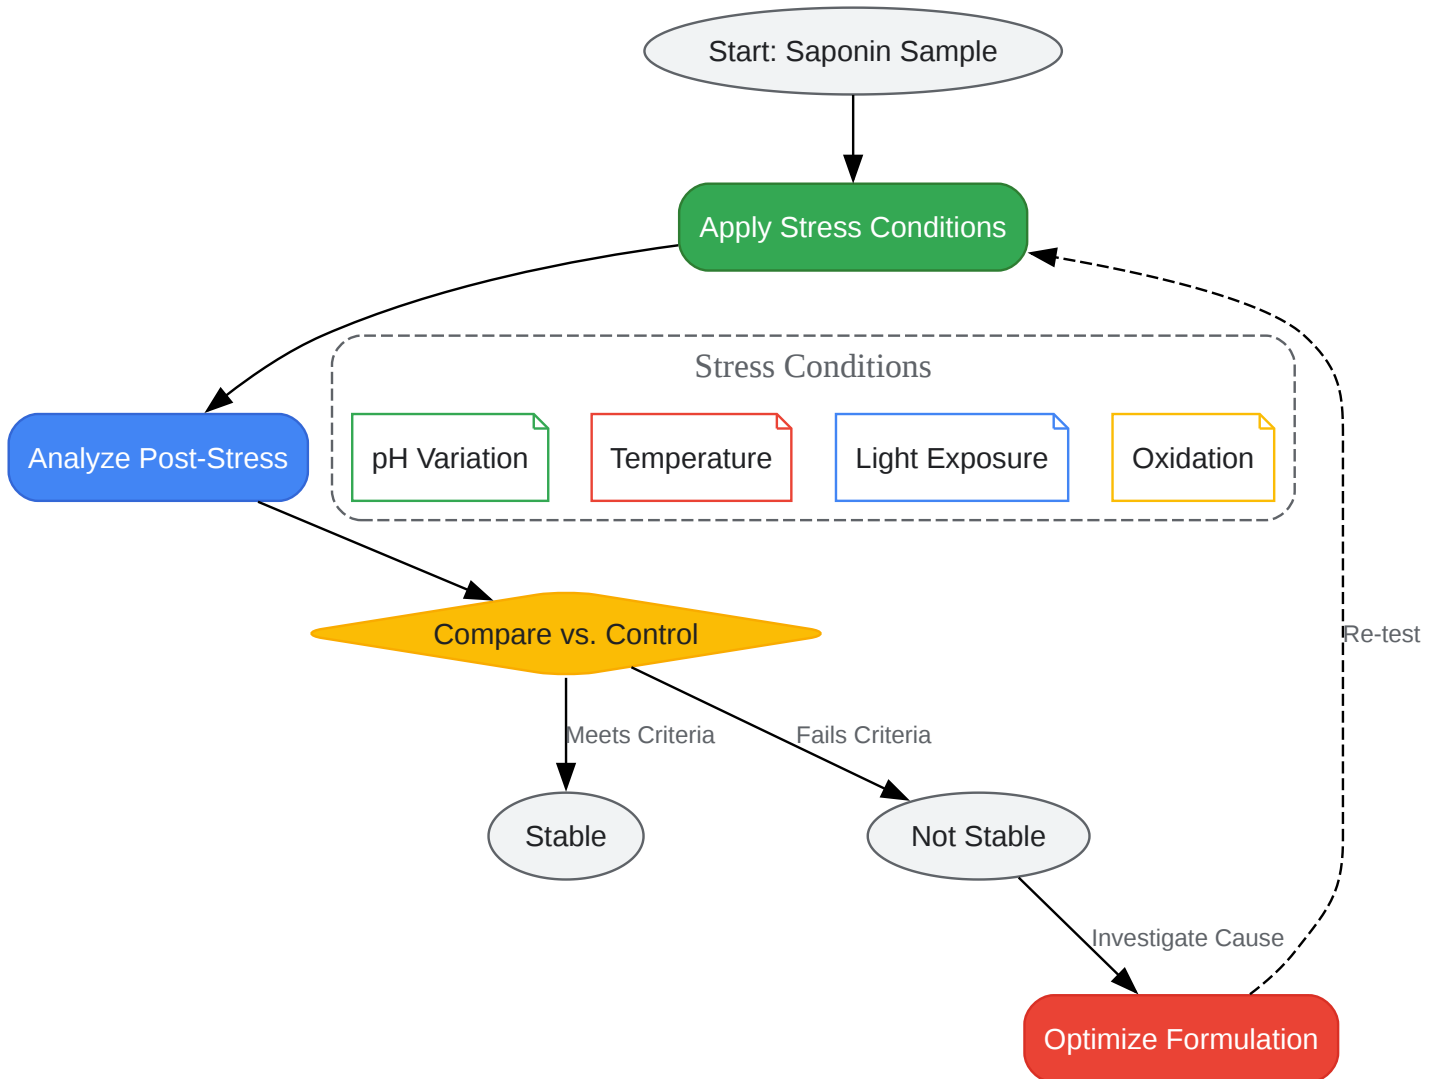 Start: Saponin Sample
Apply Stress Conditions
Stress Conditions
Analyze Post-Stress
pH Variation
Temperature
Light Exposure
Oxidation
Compare vs. Control
Re-test
Meets Criteria
Fails Criteria
Stable
Not Stable
Investigate Cause
Optimize Formulation